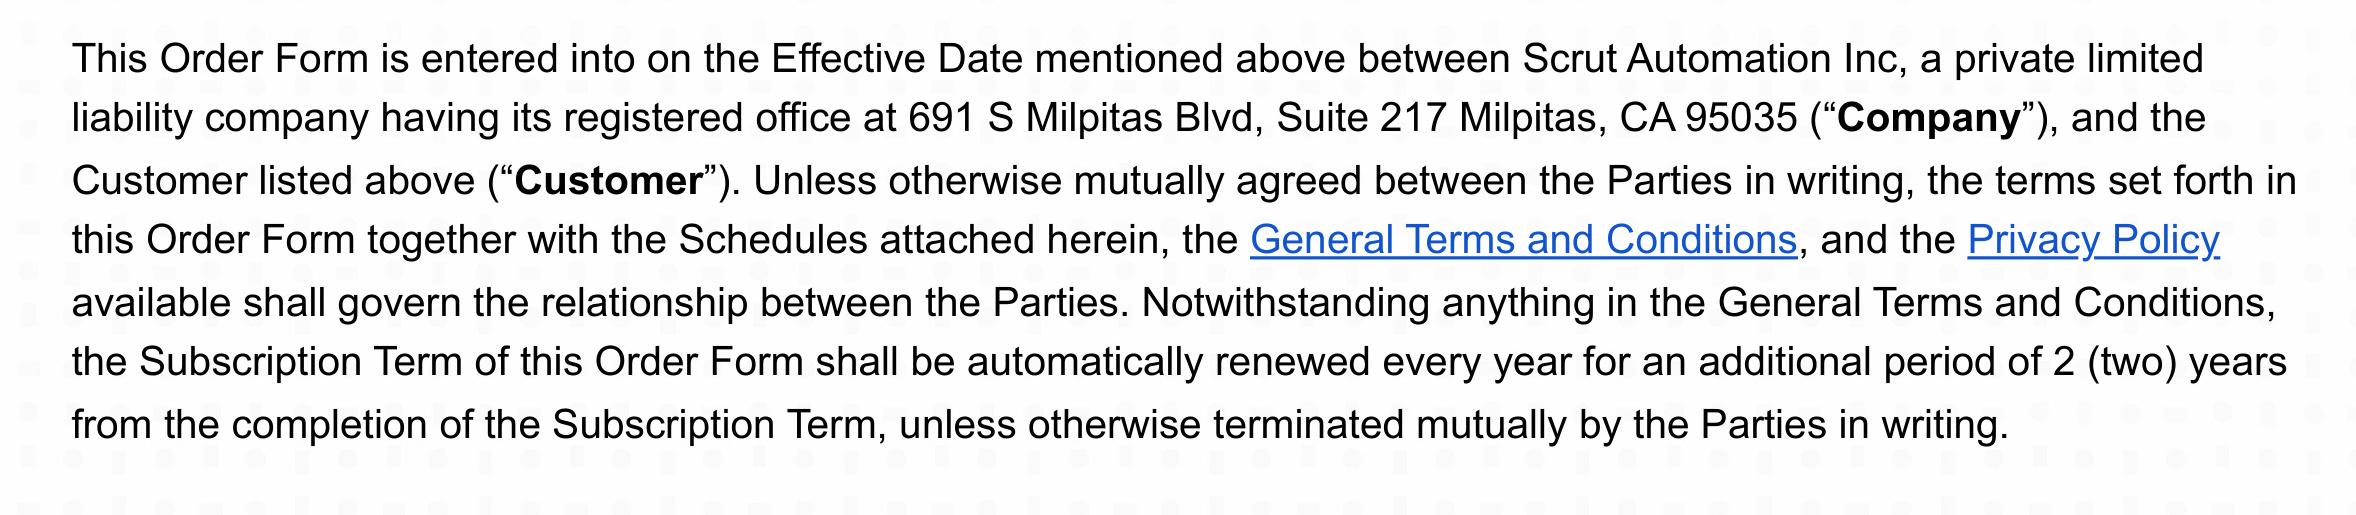 This Order Form is entered into on the Effective Date mentioned above between Scrut Automation Inc, a private limited
liability company having its registered office at 691 S Milpitas Blvd, Suite 217 Milpitas, CA 95035 (“Company”), and the
Customer listed above (“Customer”). Unless otherwise mutually agreed between the Parties in writing, the terms set forth in
this Order Form together with the Schedules attached herein, the General Terms and Conditions, and the Privacy Policy
available shall govern the relationship between the Parties. Notwithstanding anything in the General Terms and Conditions,
the Subscription Term of this Order Form shall be automatically renewed every year for an additional period of 2 (two) years
from the completion of the Subscription Term, unless otherwise terminated mutually by the Parties in writing.